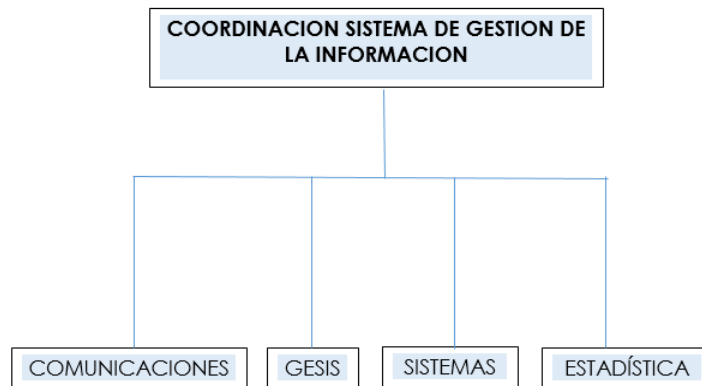 COORDINACION SISTEMA DE GESTION DE
LA INFORMACION
COMUNICACIONES
GESIS
SISTEMAS
ESTADÍSTICA